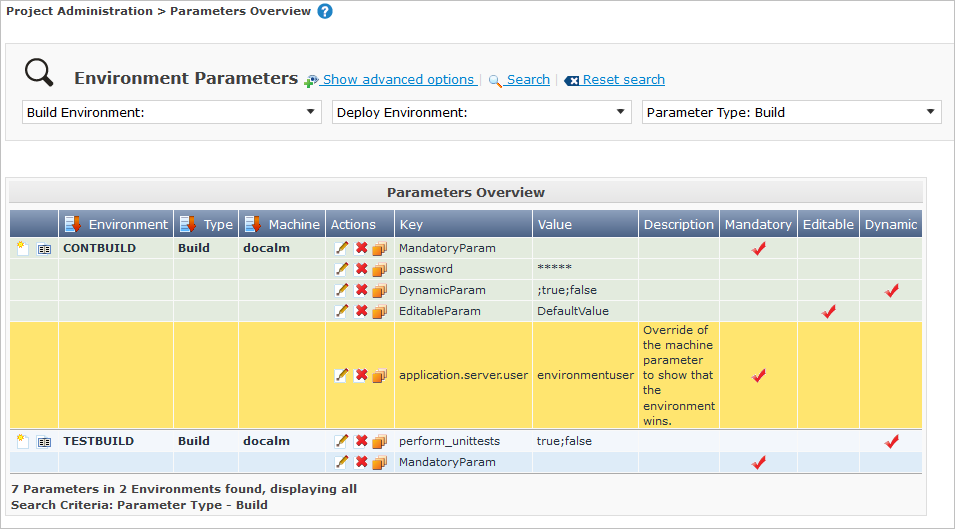 Project Administration > Parameters Overview ?
Environment Parameters Show advanced options | Search | Reset search
Build Environment: Deploy Environment: Parameter Type: Build
Parameters Overview
Environment Type Machine Actions Key Value Description Mandatory Editable Dynamic
CONTBUILD Build docalm MandatoryParam
password *****
DynamicParam ;true;false
EditableParam DefaultValue
application.server.user environmentuser
Override of
the machine
parameter
to show that
the
environment
wins.
TESTBUILD Build docalm perform_unittests true;false
MandatoryParam
7 Parameters in 2 Environments found, displaying all
Search Criteria: Parameter Type - Build